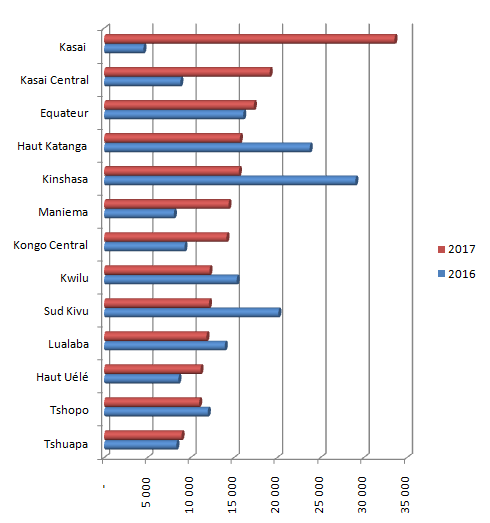 Kasai
Kasai Central
Equateur
Haut Katanga
Kinshasa
Maniema
Kongo Central
Kwilu
Sud Kivu
Lualaba
Haut Uélé
Tshopo
Tshuapa
2017
2016
-
5 000
10 000
15 000
20 000
25 000
30 000
35 000